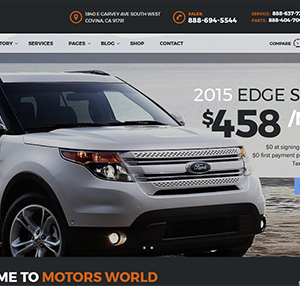 1840 E GARVEY AVE SOUTH WEST
COVINA, CA 91791
SALES:
888-694-5544
SERVICE: 888-637-7
PARTS: 888-404-70
TORY
SERVICES
PAGES
BLOG
SHOP
CONTACT
COMPARE
2015 EDGE S
$458 /
$0 at signing
$0 first payment p
Ta
Ford
ME TO MOTORS WORLD